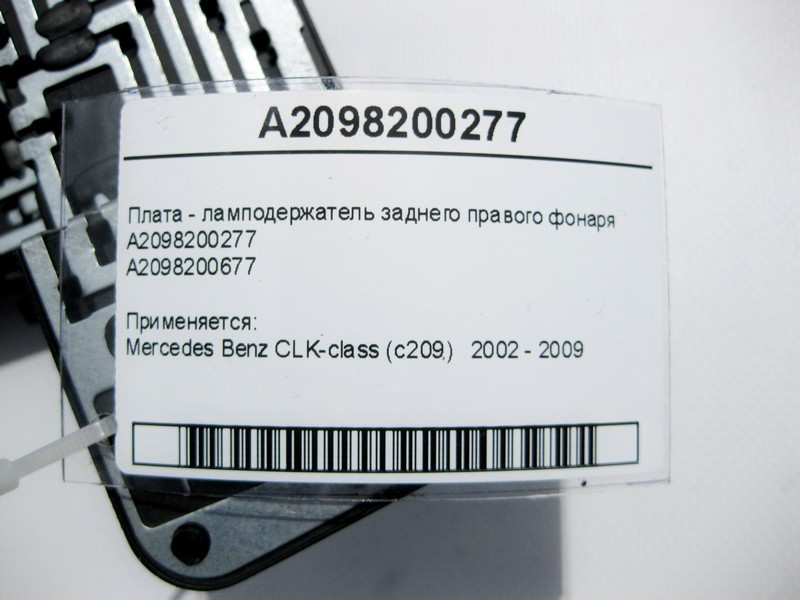 A2098200277
Плата - ламподержатель заднего правого фонаря
A2098200277
A2098200677
Применяется:
Mercedes Benz CLK-class (c209,) 2002 - 2009